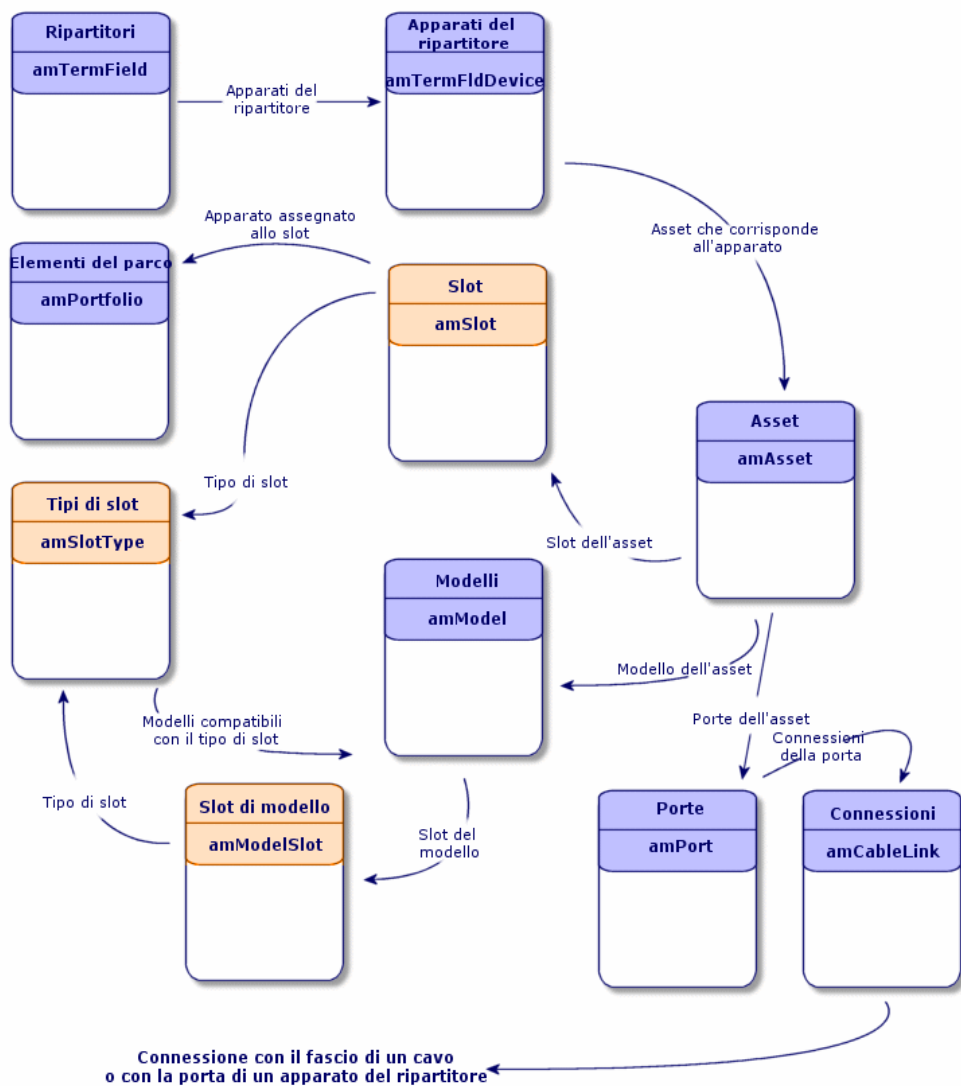 Ripartitori
amTermField
Apparati del
ripartitore
Apparati del
ripartitore
amTermFldDevice
Asset che corrisponde
all'apparato
Apparato assegnato
allo slot
Elementi del parco
amPortfolio
Slot
amSlot
Tipo di slot
Asset
amAsset
Slot dell'asset
Tipi di slot
amSlotType
Modelli
amModel
Modello dell'asset
Modelli compatibili
con il tipo di slot
Porte dell'asset
Connessioni
della porta
Tipo di slot
Slot di modello
amModelSlot
Slot del
modello
Porte
amPort
Connessioni
amCableLink
Connessione con il fascio di un cavo
o con la porta di un apparato del ripartitore